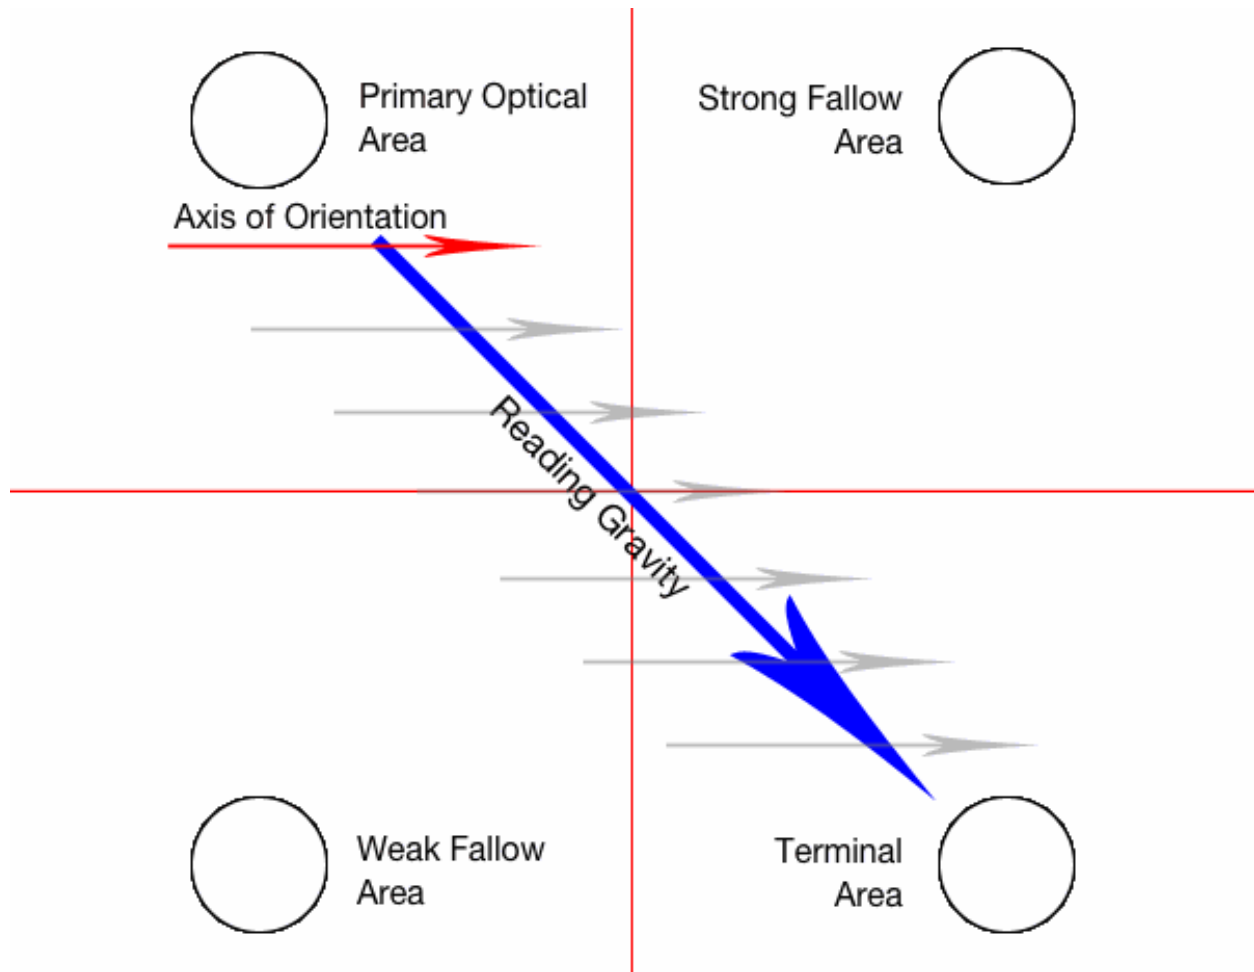 Primary Optical
Area
Strong Fallow
Area
Axis of Orientation
Reading Gravity
Weak Fallow
Area
Terminal
Area